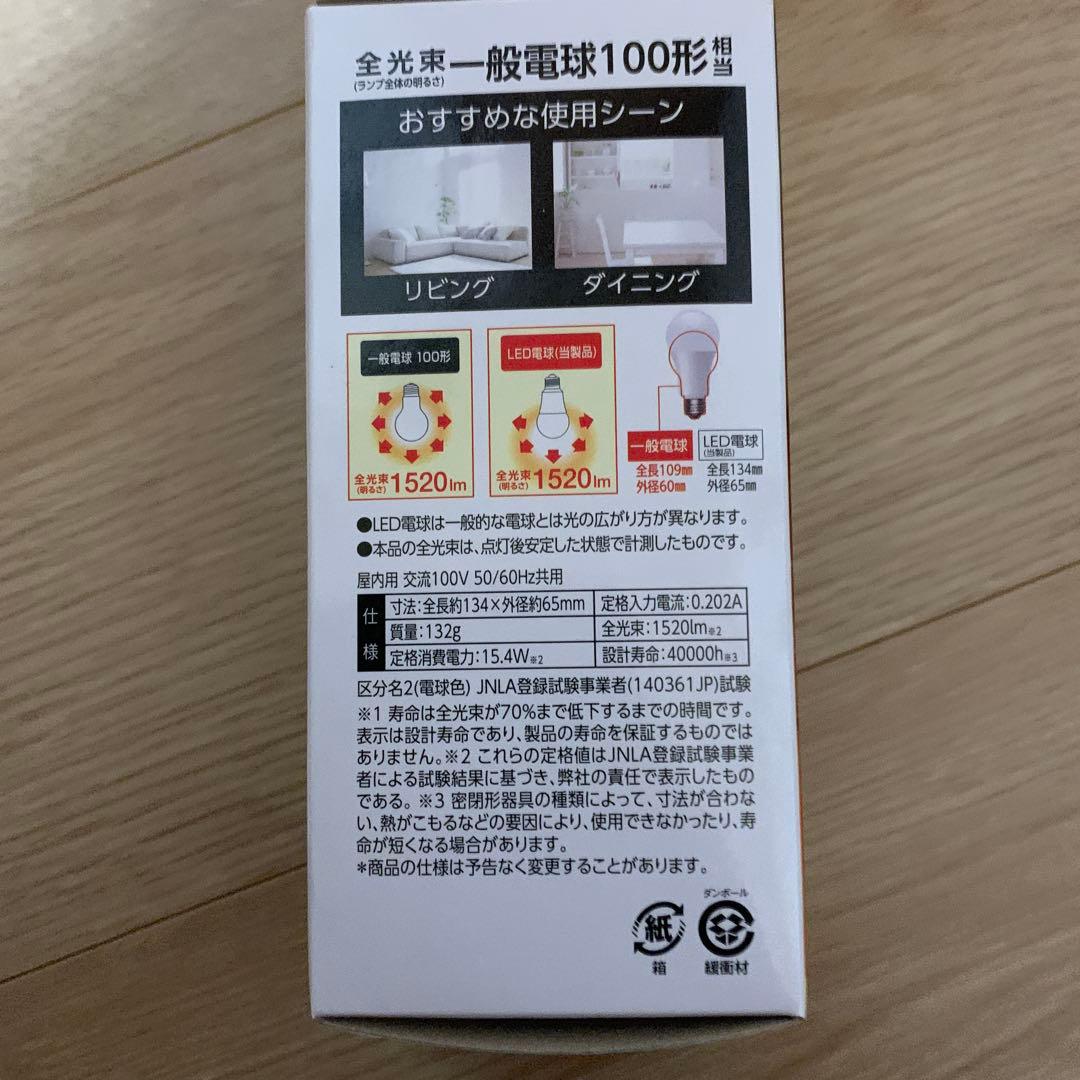 全光束 一般電球100形相当
(ランプ全体の明るさ)
おすすめな使用シーン
リビング ダイニング
一般電球 100形
全光束
(明るさ) 1520lm
LED電球(当製品)
全光束
(明るさ) 1520lm
一般電球
全長109㎜
外径60㎜
LED電球
(当製品)
全長134㎜
外径65㎜
●LED電球は一般的な電球とは光の広がり方が異なります。
●本品の全光束は、点灯後安定した状態で計測したものです。
屋内用 交流100V 50/60Hz共用
仕様
寸法:全長約134×外径約65mm 定格入力電流:0.202A
質量:132g 全光束:1520lm※2
定格消費電力:15.4W※2 設計寿命:40000h※3
区分名2(電球色) JNLA登録試験事業者(140361JP)試験
※1 寿命は全光束が70%まで低下するまでの時間です。
表示は設計寿命であり、製品の寿命を保証するものでは
ありません。※2 これらの定格値はJNLA登録試験事業
者による試験結果に基づき、弊社の責任で表示したもの
である。※3 密閉形器具の種類によって、寸法が合わな
い、熱がこもるなどの要因により、使用できなかったり、寿
命が短くなる場合があります。
*商品の仕様は予告なく変更することがあります。
紙
箱
ダンボール
緩衝材